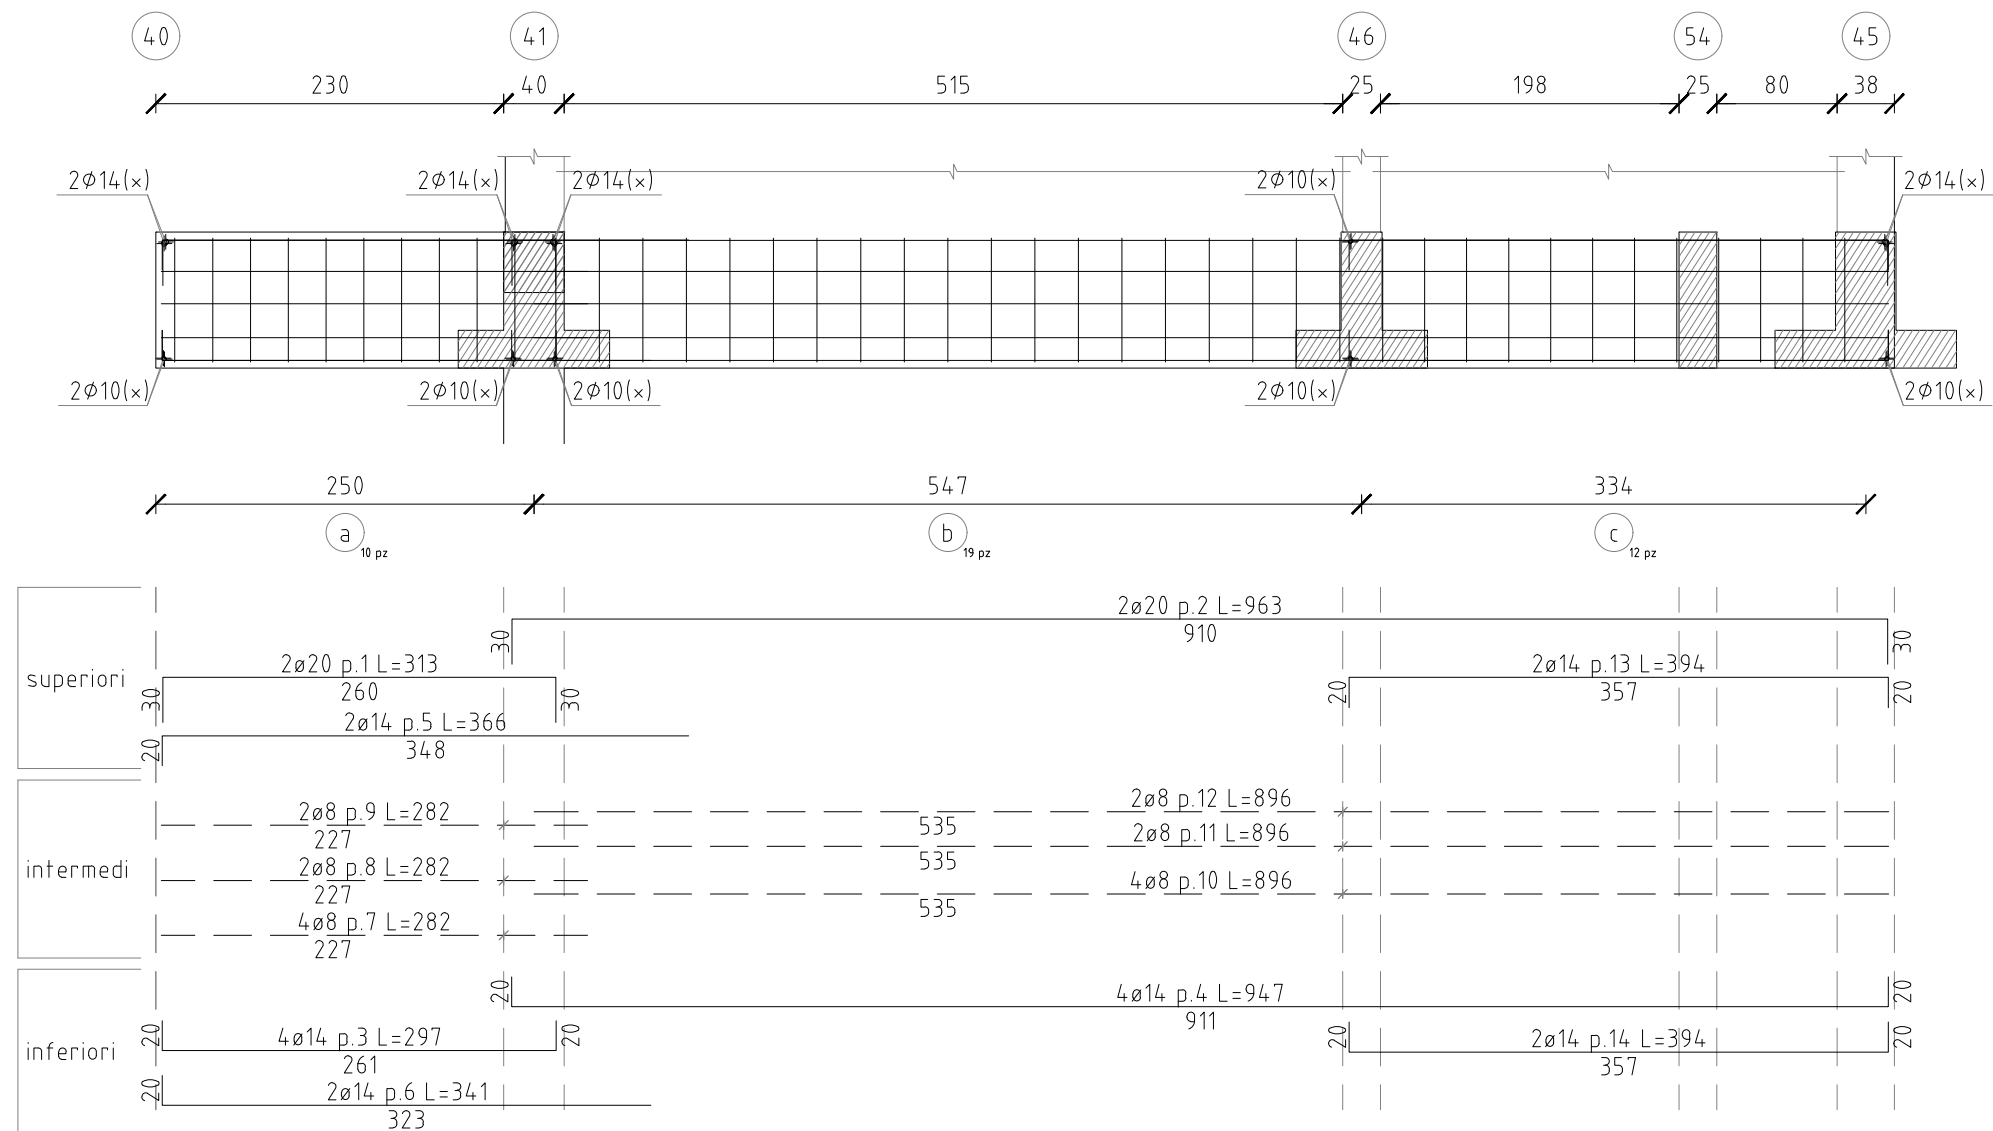 40 41 46 54 45
230 40 515 25 198 25 80 38
2Φ14(x) 2Φ14(x) 2Φ14(x) 2Φ10(x) 2Φ14(x)
2Φ10(x) 2Φ10(x) 2Φ10(x) 2Φ10(x) 2Φ10(x)
250 547 334
a 10 pz b 19 pz c 12 pz
superiori
2ø20 p.2 L=963
30 910 30
2ø20 p.1 L=313
30 260 30
2ø14 p.13 L=394
20 357 20
2ø14 p.5 L=366
20 348
intermedi
2ø8 p.12 L=896
535
2ø8 p.9 L=282
227
2ø8 p.11 L=896
535
2ø8 p.8 L=282
227
4ø8 p.10 L=896
535
4ø8 p.7 L=282
227
inferiori
20 4ø14 p.4 L=947 20
911
20 4ø14 p.3 L=297 20
261
20 2ø14 p.14 L=394 20
357
20 2ø14 p.6 L=341
323